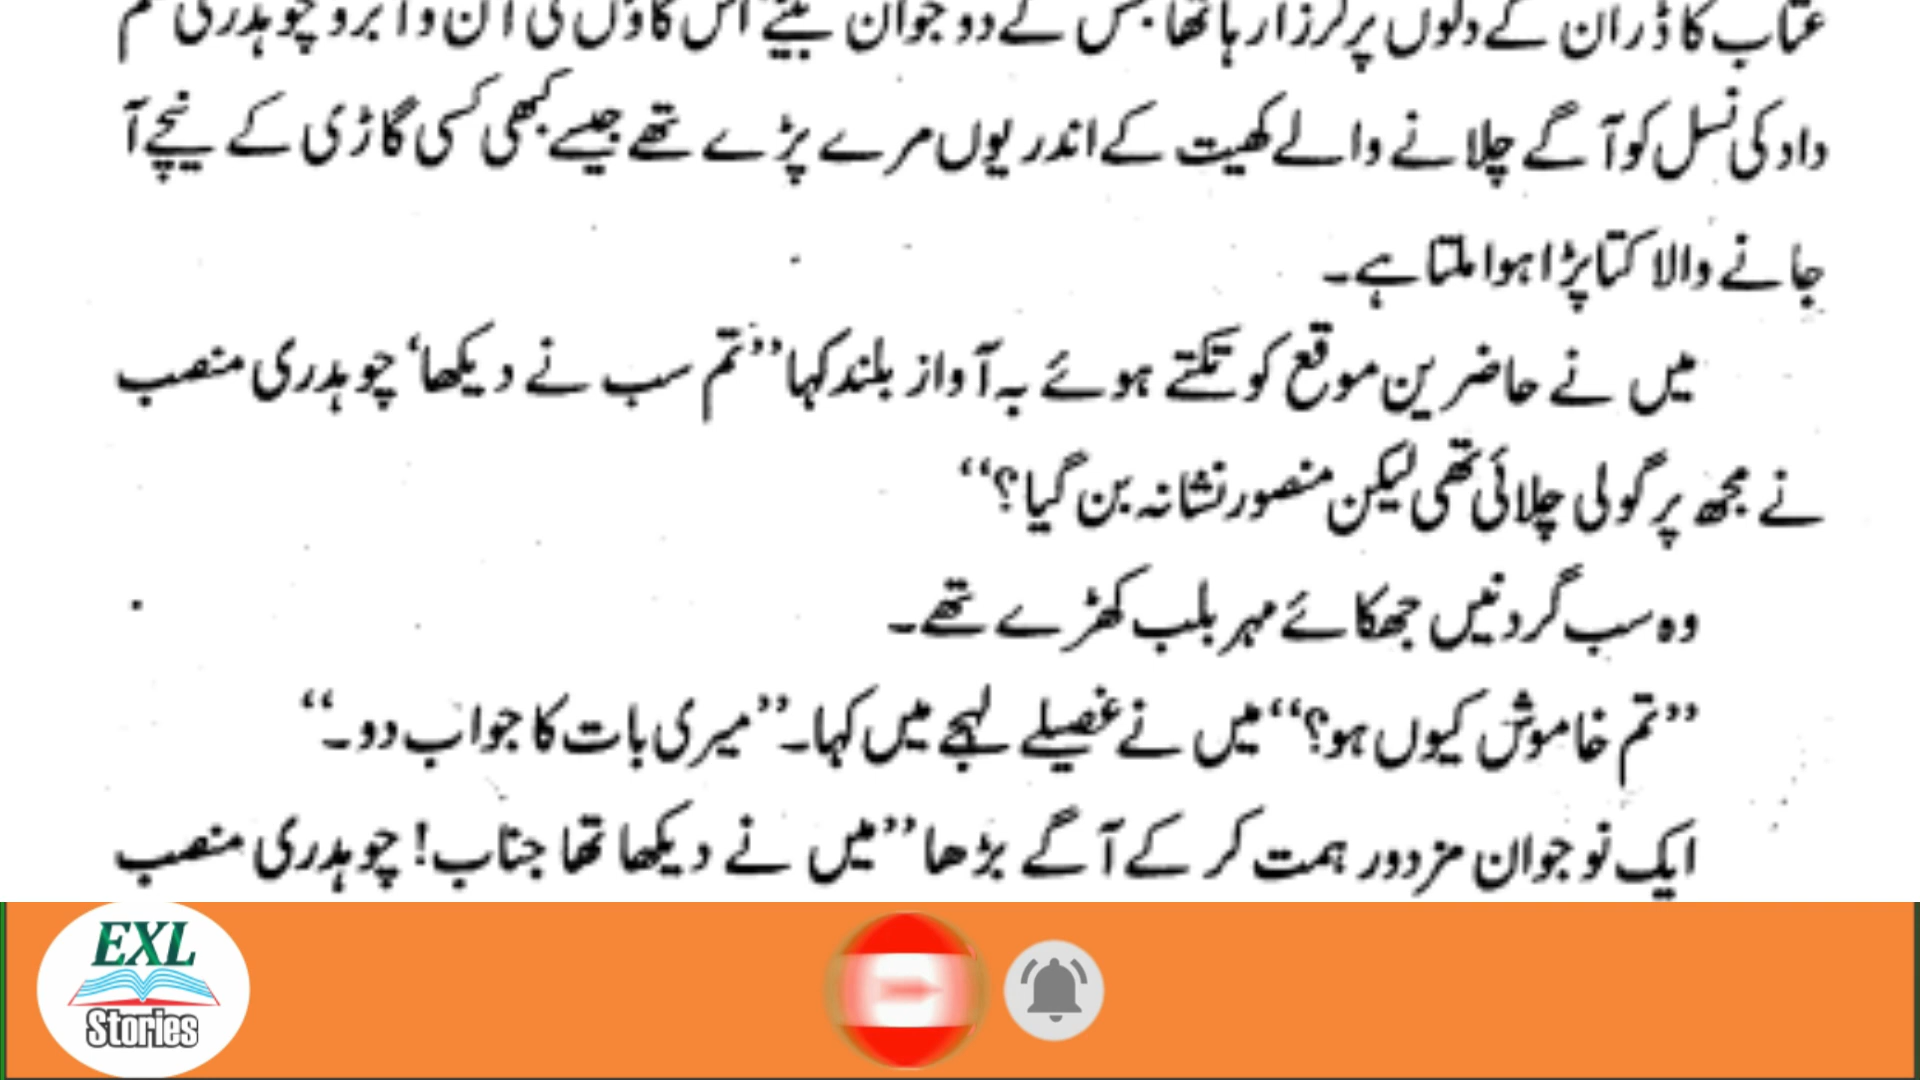 عتاب کا ڈر ان کے دلوں پر لرزا رہا تھا جس کے دو جوان بیٹے اس گاؤں کی آن و آبرو چوہدری
داد کی نسل کو آگے چلانے والے کھیت کے اندر یوں مرے پڑے تھے جیسے کبھی کسی گاڑی کے نیچے آ
جانے والا کتا پڑا ہوا ملتا ہے۔
میں نے حاضرین موقع کو تکتے ہوئے بہ آواز بلند کہا ’’تم سب نے دیکھا‘ چوہدری منصب
نے مجھ پر گولی چلائی تھی لیکن منصور نشانہ بن گیا؟‘‘
وہ سب گردنیں جھکائے مہر بلب کھڑے تھے۔
’’تم خاموش کیوں ہو؟‘‘ میں نے غصیلے لہجے میں کہا۔ ’’میری بات کا جواب دو۔‘‘
ایک نوجوان مزدور ہمت کر کے آگے بڑھا ’’میں نے دیکھا تھا جناب! چوہدری منصب
EXL
Stories